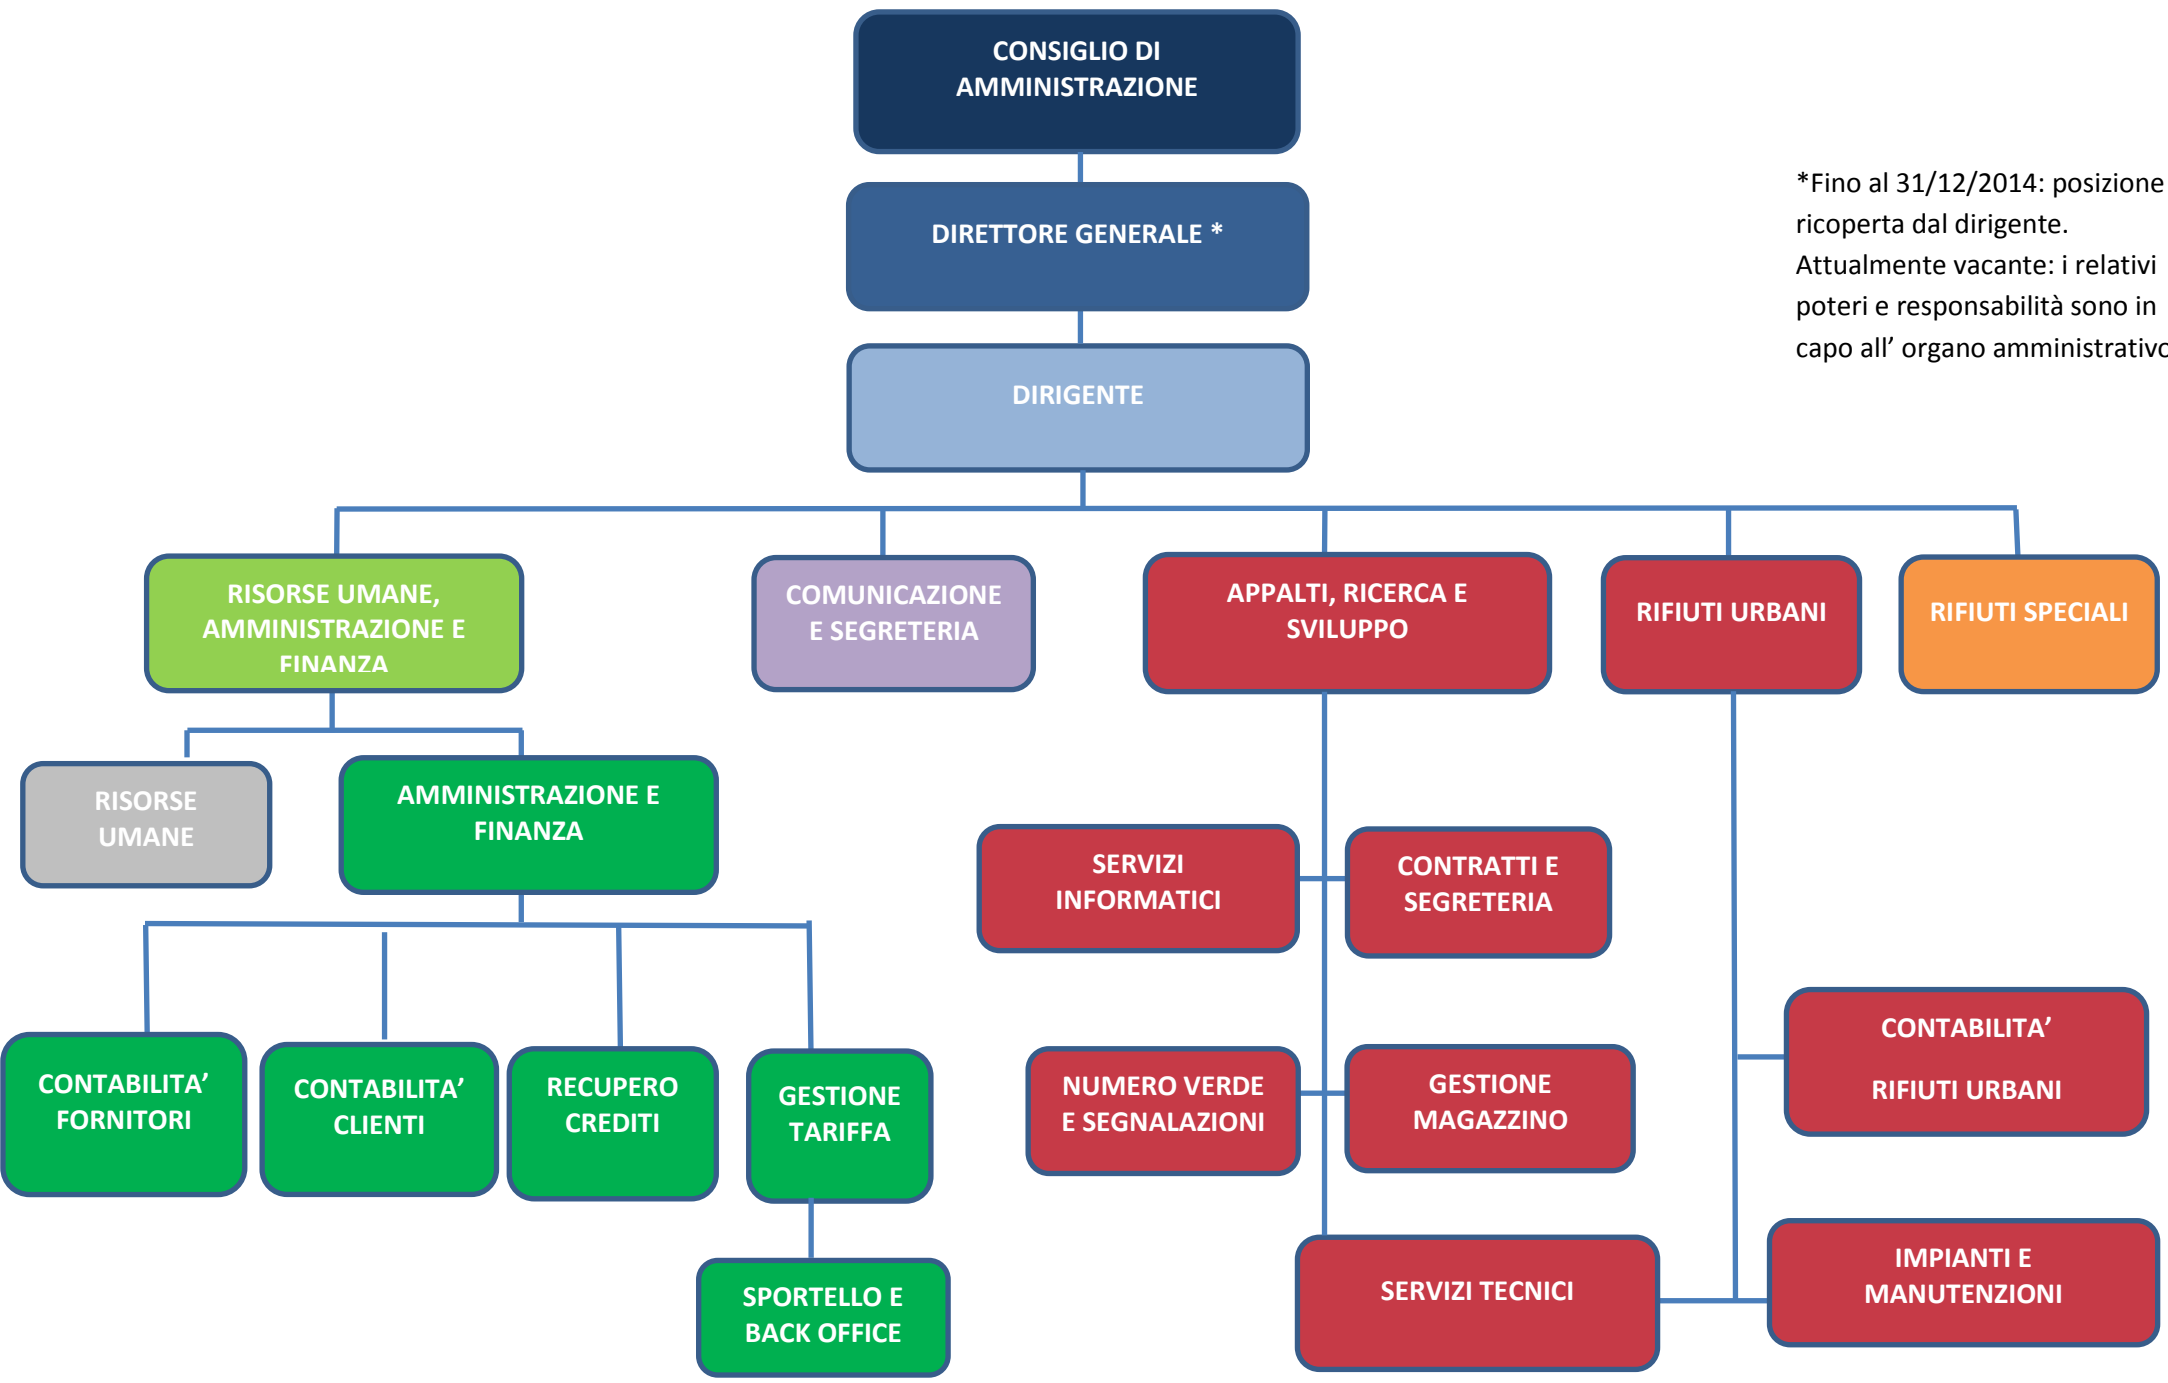 CONSIGLIO DI
AMMINISTRAZIONE
*Fino al 31/12/2014: posizione
ricoperta dal dirigente.
Attualmente vacante: i relativi
poteri e responsabilità sono in
capo all’ organo amministrativo
DIRETTORE GENERALE *
DIRIGENTE
RISORSE UMANE,
AMMINISTRAZIONE E
FINANZA
COMUNICAZIONE
E SEGRETERIA
APPALTI, RICERCA E
SVILUPPO
RIFIUTI URBANI
RIFIUTI SPECIALI
RISORSE
UMANE
AMMINISTRAZIONE E
FINANZA
SERVIZI
INFORMATICI
CONTRATTI E
SEGRETERIA
CONTABILITA’
FORNITORI
CONTABILITA’
CLIENTI
RECUPERO
CREDITI
GESTIONE
TARIFFA
NUMERO VERDE
E SEGNALAZIONI
GESTIONE
MAGAZZINO
CONTABILITA’
RIFIUTI URBANI
SPORTELLO E
BACK OFFICE
SERVIZI TECNICI
IMPIANTI E
MANUTENZIONI